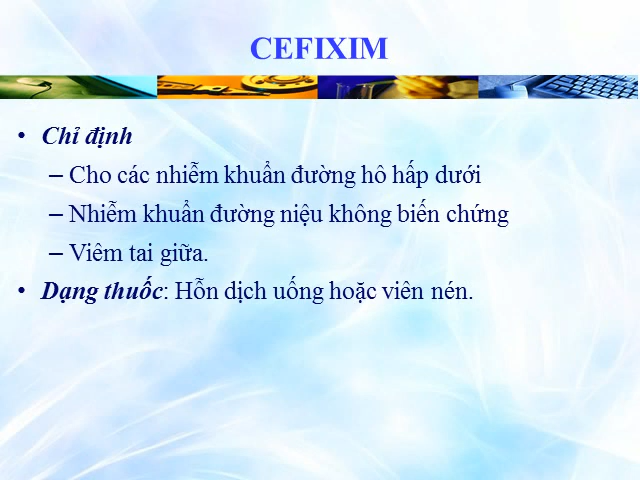 CEFIXIM
• Chỉ định
– Cho các nhiễm khuẩn đường hô hấp dưới
– Nhiễm khuẩn đường niệu không biến chứng
– Viêm tai giữa.
• Dạng thuốc: Hỗn dịch uống hoặc viên nén.